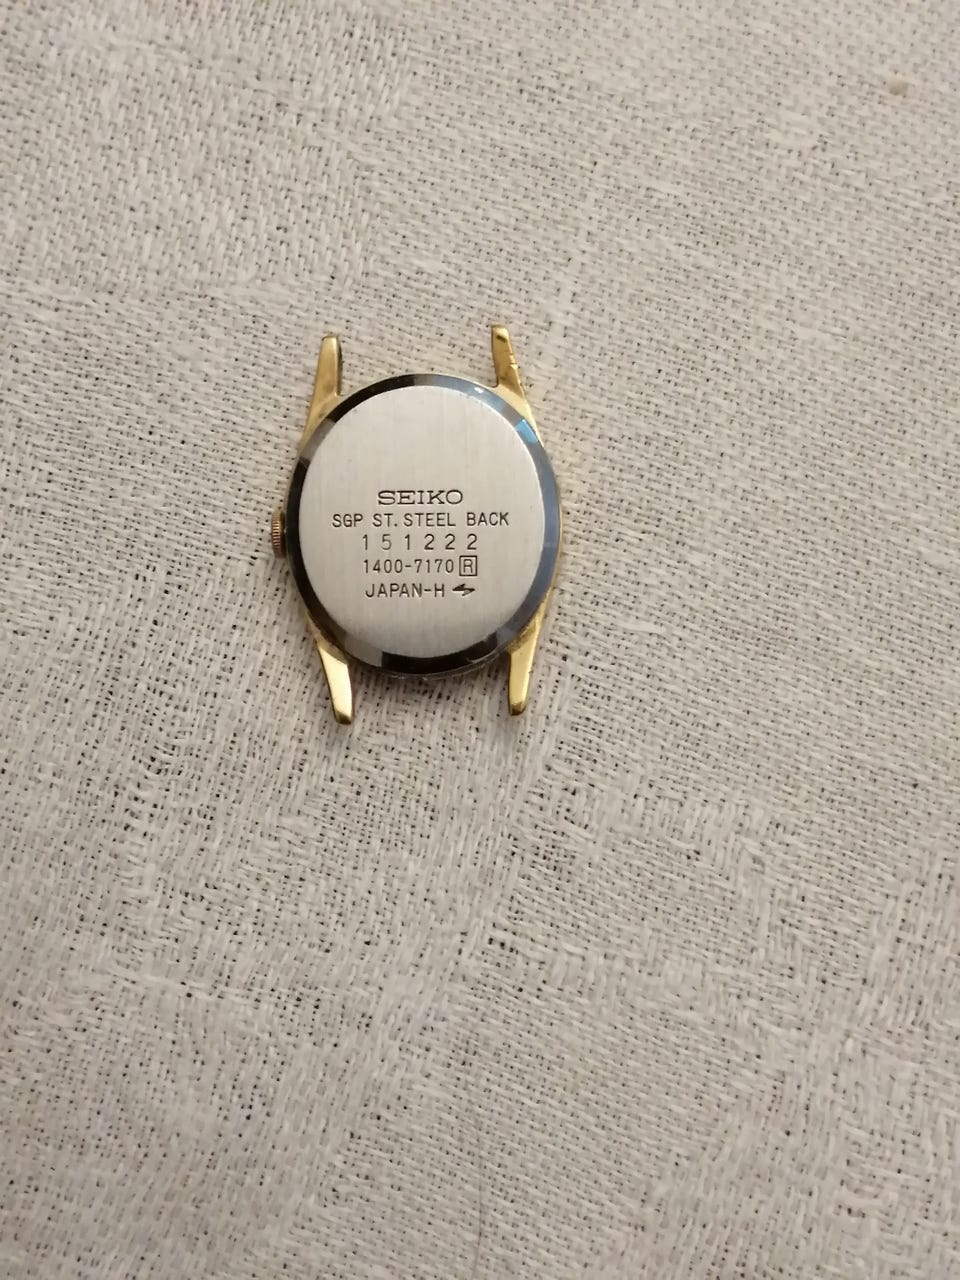 SEIKO
SGP ST. STEEL BACK
151222
1400-7170 R
JAPAN-H